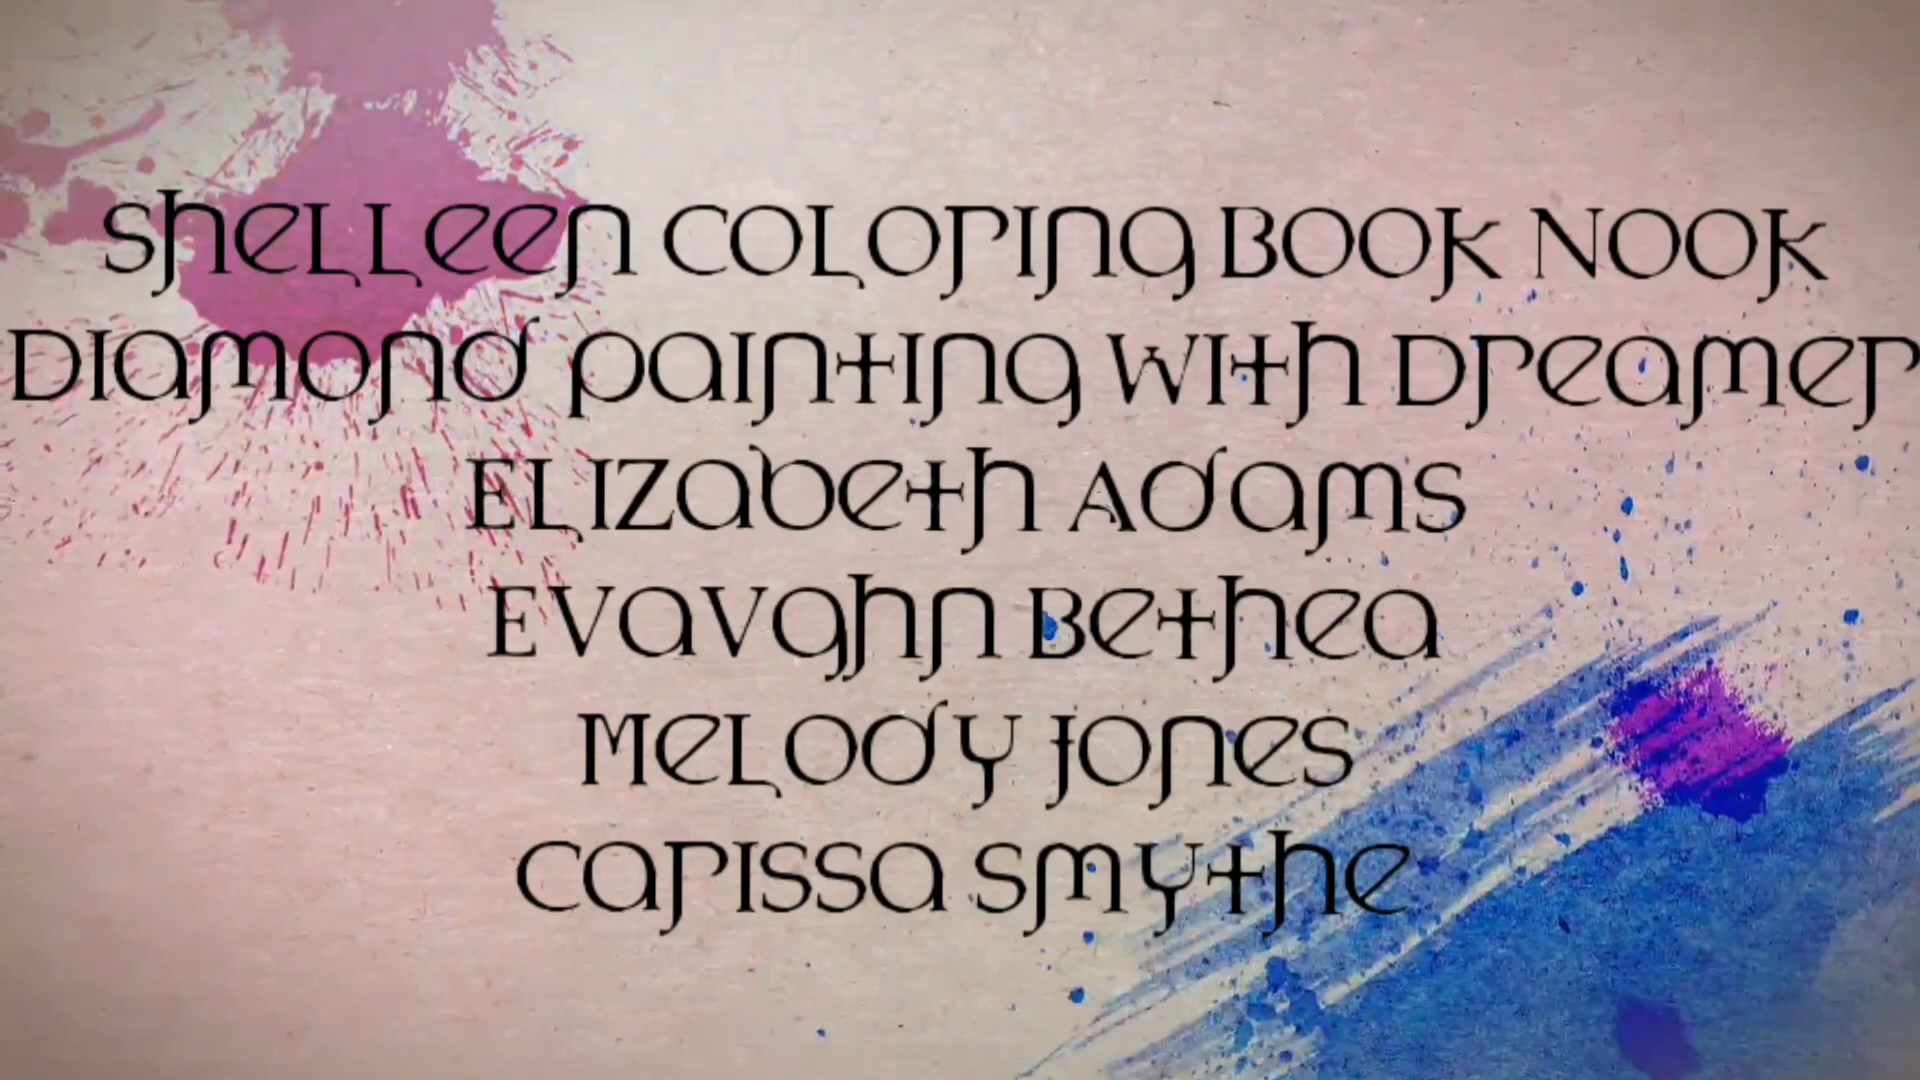 Shelleen Coloring Book Nook
Diamond Painting With Dreamer
Elizabeth Adams
Evavghn Bethea
Melody Jones
Carissa Smythe